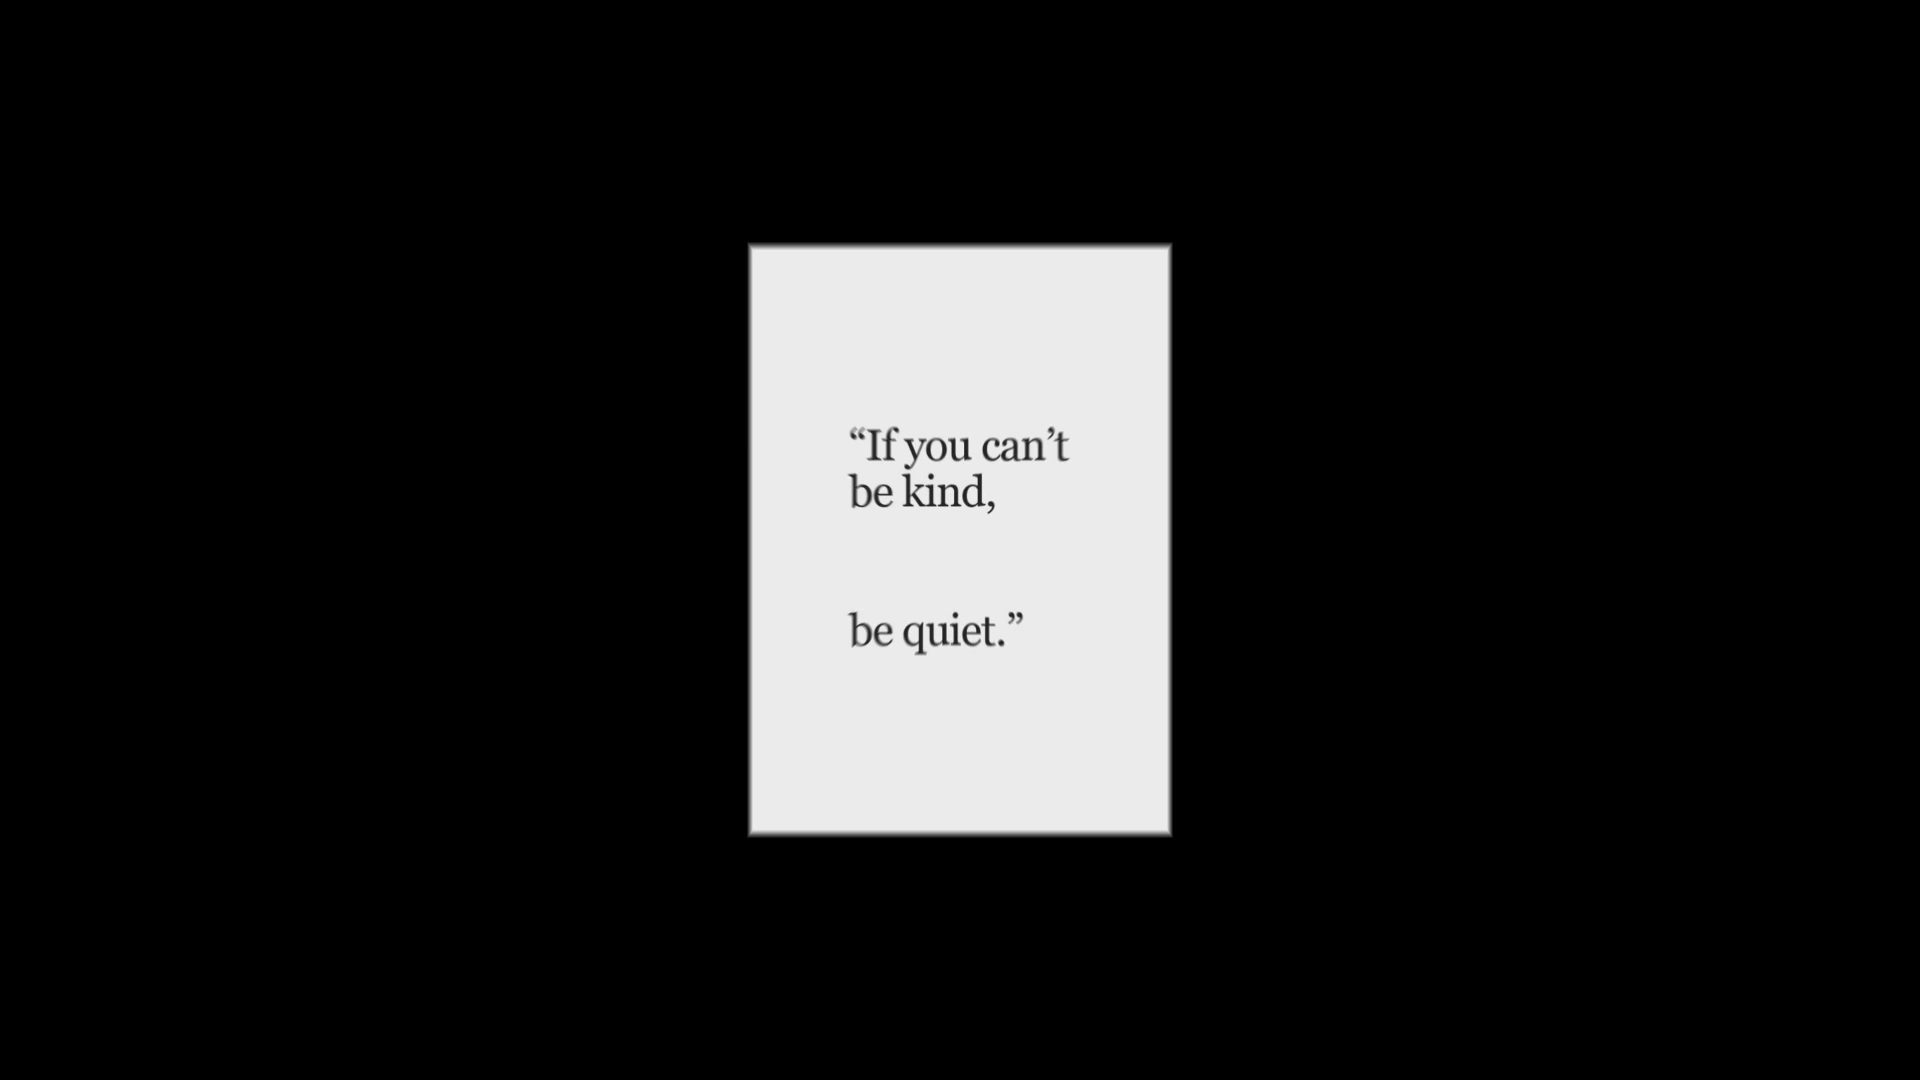 “If you can’t
be kind,
be quiet.”